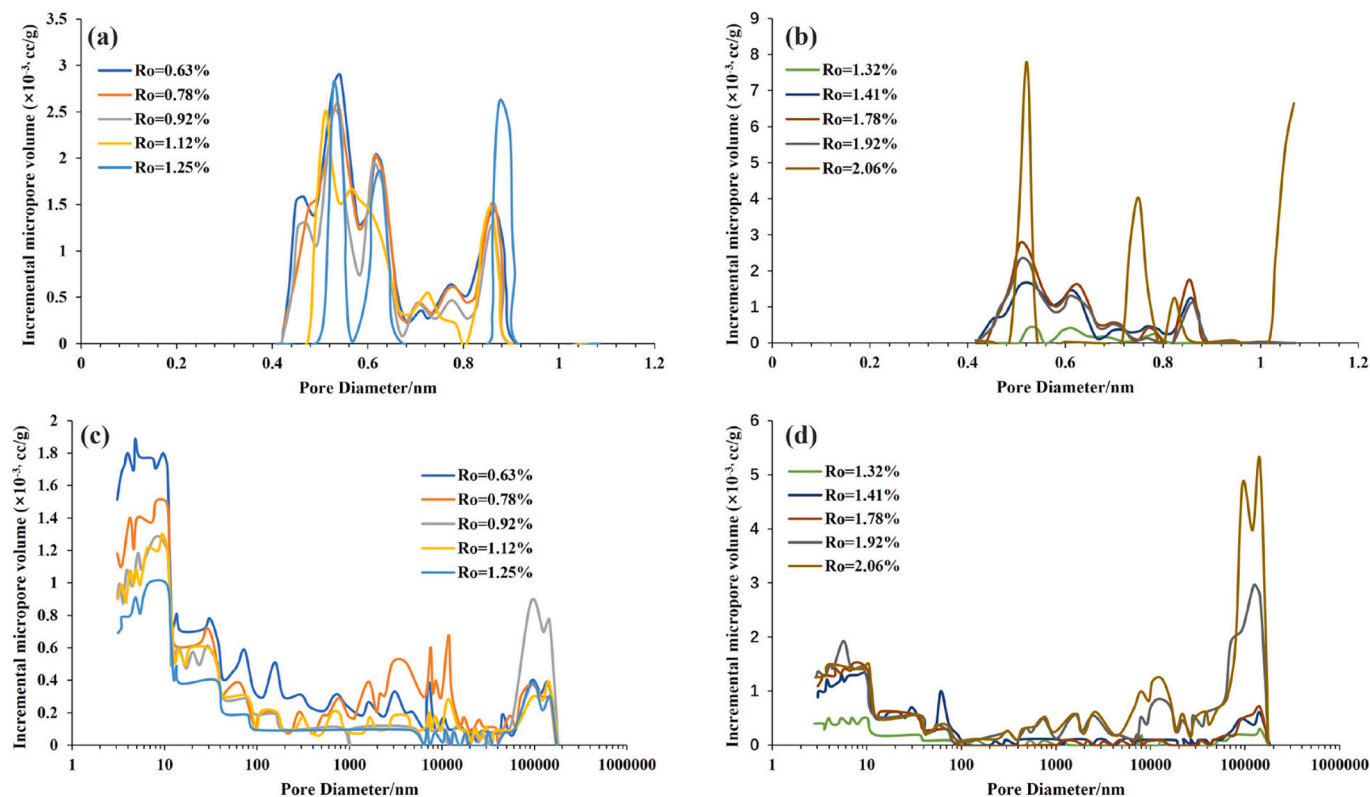 (a)
Incremental micropore volume (×10⁻³, cc/g)
3.5
3
2.5
2
1.5
1
0.5
0
Ro=0.63%
Ro=0.78%
Ro=0.92%
Ro=1.12%
Ro=1.25%
0 0.2 0.4 0.6 0.8 1 1.2
Pore Diameter/nm
(b)
Incremental micropore volume (×10⁻³, cc/g)
9
8
7
6
5
4
3
2
1
0
Ro=1.32%
Ro=1.41%
Ro=1.78%
Ro=1.92%
Ro=2.06%
0 0.2 0.4 0.6 0.8 1 1.2
Pore Diameter/nm
(c)
Incremental micropore volume (×10⁻³, cc/g)
2
1.8
1.6
1.4
1.2
1
0.8
0.6
0.4
0.2
0
Ro=0.63%
Ro=0.78%
Ro=0.92%
Ro=1.12%
Ro=1.25%
1 10 100 1000 10000 100000 1000000
Pore Diameter/nm
(d)
Incremental micropore volume (×10⁻³, cc/g)
6
5
4
3
2
1
0
Ro=1.32%
Ro=1.41%
Ro=1.78%
Ro=1.92%
Ro=2.06%
1 10 100 1000 10000 100000 1000000
Pore Diameter/nm